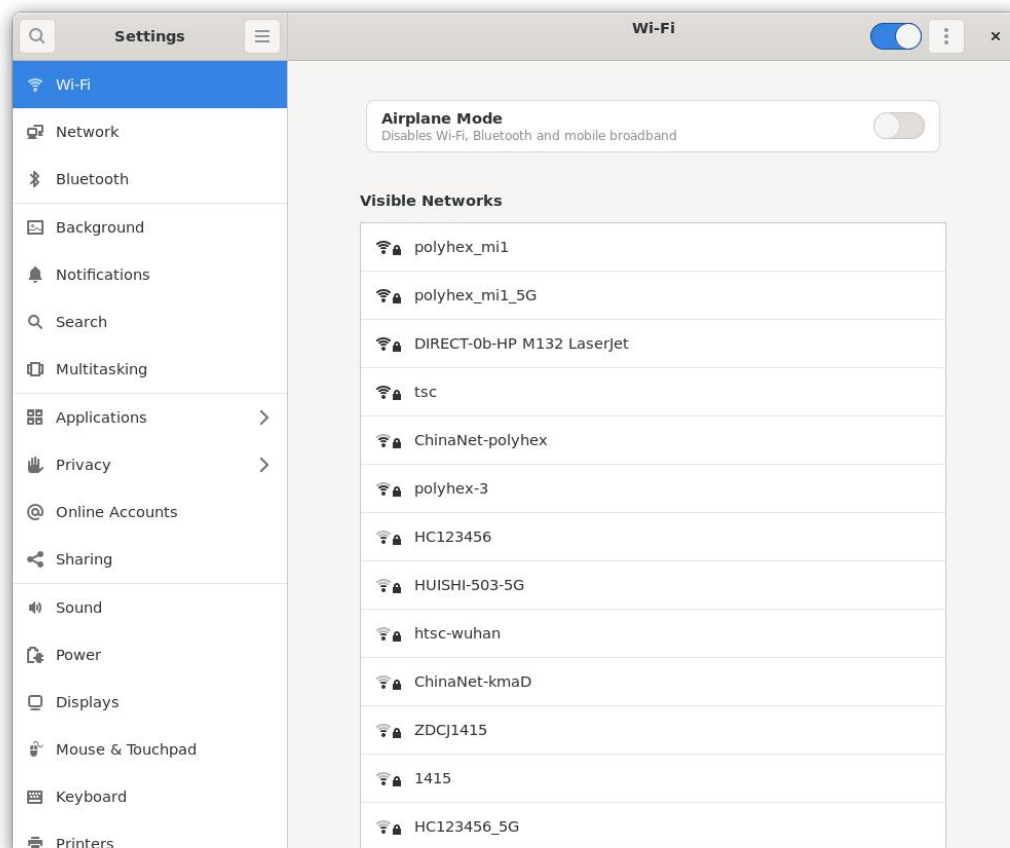 Settings
Wi-Fi
Wi-Fi
Network
Bluetooth
Background
Notifications
Search
Multitasking
Applications
Privacy
Online Accounts
Sharing
Sound
Power
Displays
Mouse & Touchpad
Keyboard
Printers
Airplane Mode
Disables Wi-Fi, Bluetooth and mobile broadband
Visible Networks
polyhex_mi1
polyhex_mi1_5G
DIRECT-0b-HP M132 LaserJet
tsc
ChinaNet-polyhex
polyhex-3
HC123456
HUISHI-503-5G
htsc-wuhan
ChinaNet-kmaD
ZDCJ1415
1415
HC123456_5G